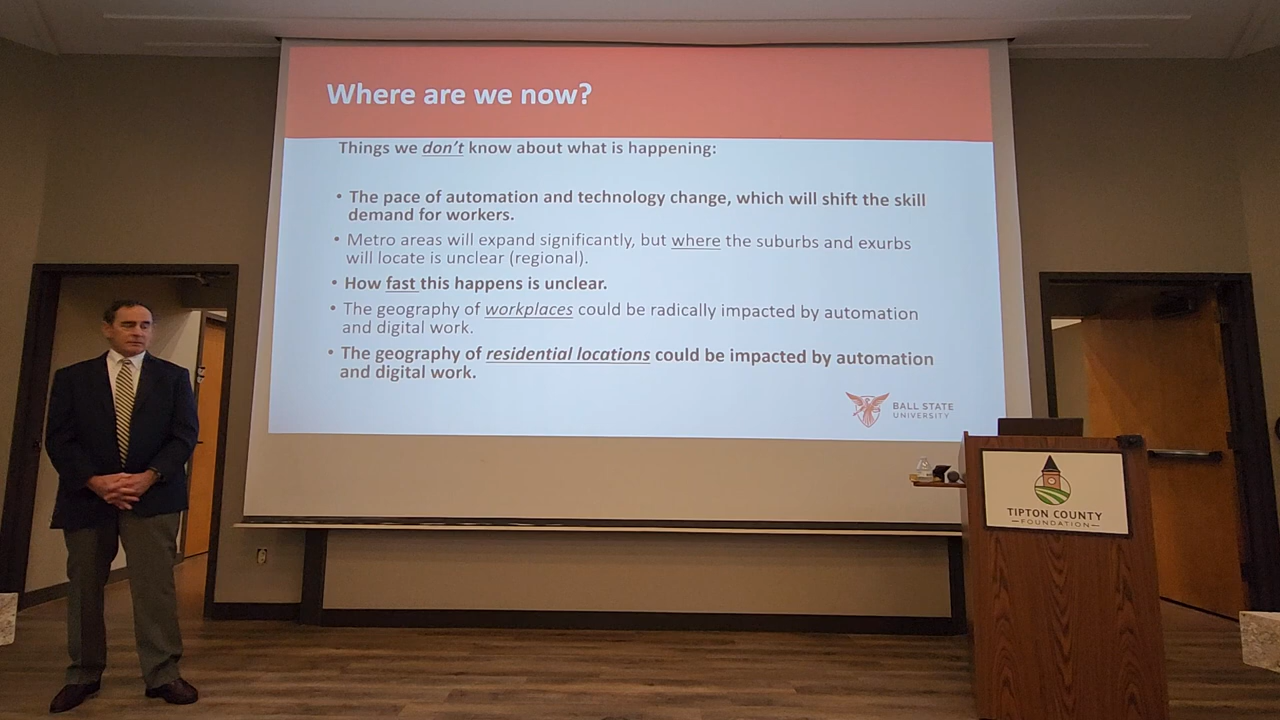 Where are we now?
Things we don't know about what is happening:
• The pace of automation and technology change, which will shift the skill
demand for workers.
• Metro areas will expand significantly, but where the suburbs and exurbs
will locate is unclear (regional).
• How fast this happens is unclear.
• The geography of workplaces could be radically impacted by automation
and digital work.
• The geography of residential locations could be impacted by automation
and digital work.
BALL STATE
UNIVERSITY
TIPTON COUNTY
FOUNDATION